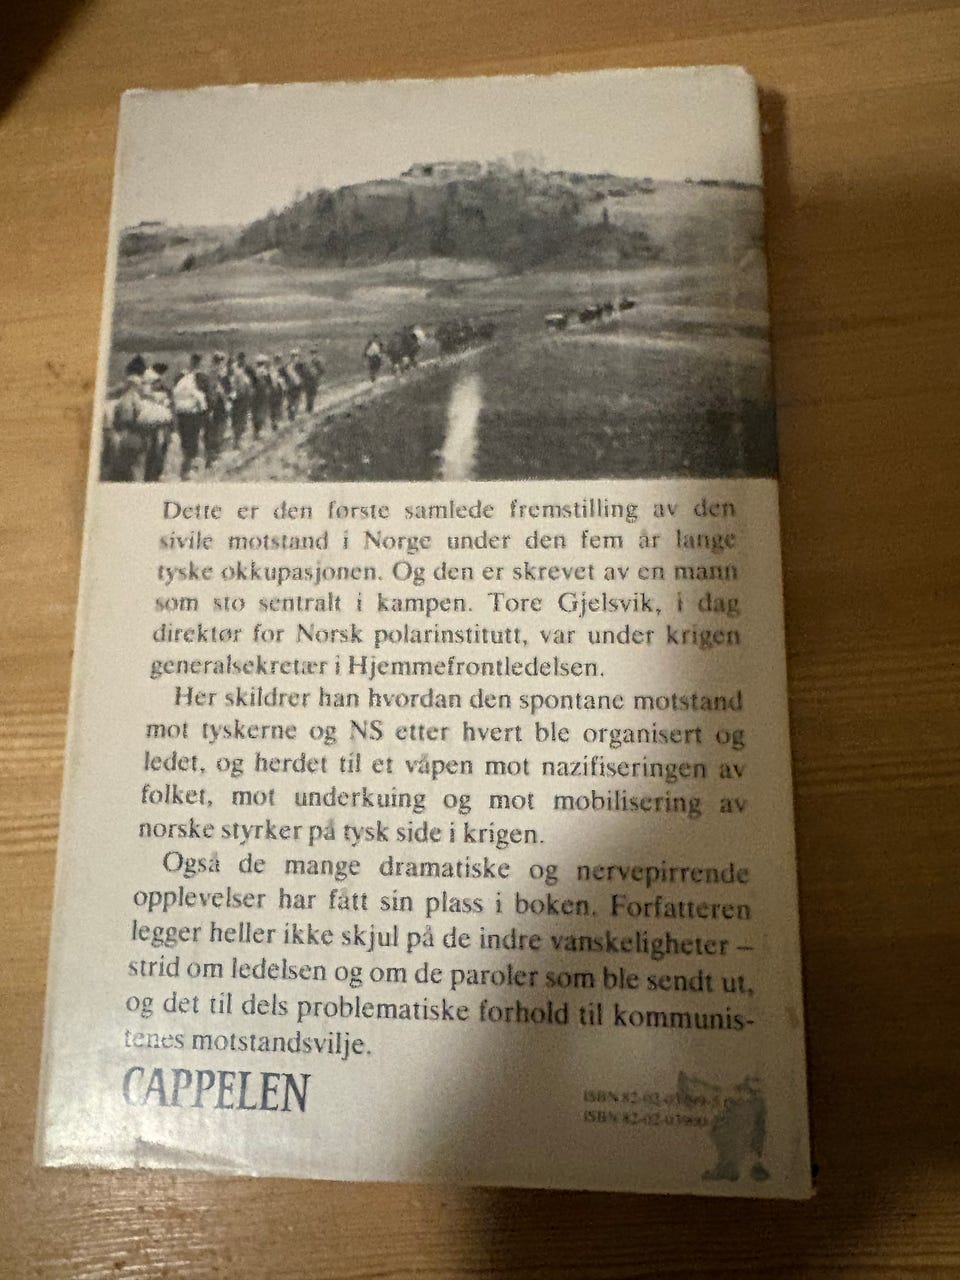 Dette er den første samlede fremstilling av den
sivile motstand i Norge under den fem år lange
tyske okkupasjonen. Og den er skrevet av en mann
som sto sentralt i kampen. Tore Gjelsvik, i dag
direktør for Norsk polarinstitutt, var under krigen
generalsekretær i Hjemmefrontledelsen.
Her skildrer han hvordan den spontane motstand
mot tyskerne og NS etter hvert ble organisert og
ledet, og herdet til et våpen mot nazifiseringen av
folket, mot underkuing og mot mobilisering av
norske styrker på tysk side i krigen.
Også de mange dramatiske og nervepirrende
opplevelser har fått sin plass i boken. Forfatteren
legger heller ikke skjul på de indre vanskeligheter –
strid om ledelsen og om de paroler som ble sendt ut,
og det til dels problematiske forhold til kommunis-
tenes motstandsvilje.
CAPPELEN
ISBN
ISBN